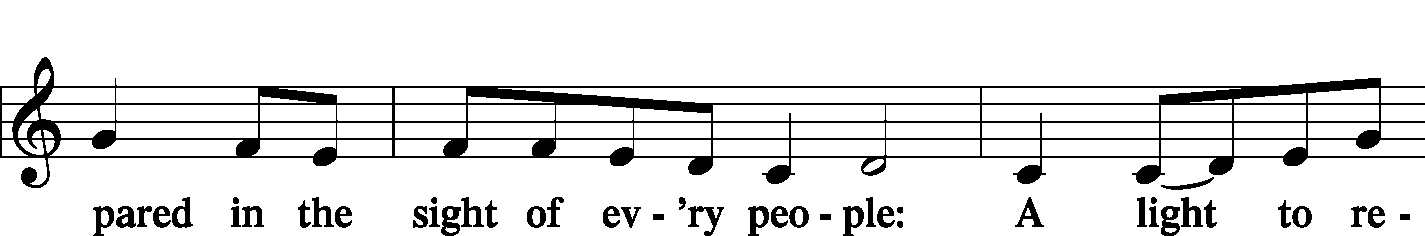 pared in the sight of ev - 'ry peo - ple: A light to re -